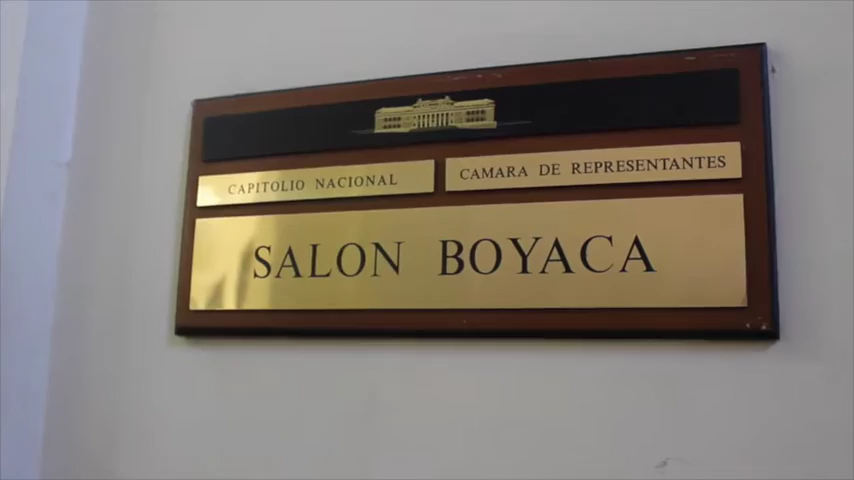 CAPITOLIO NACIONAL
CAMARA DE REPRESENTANTES
SALON BOYACA